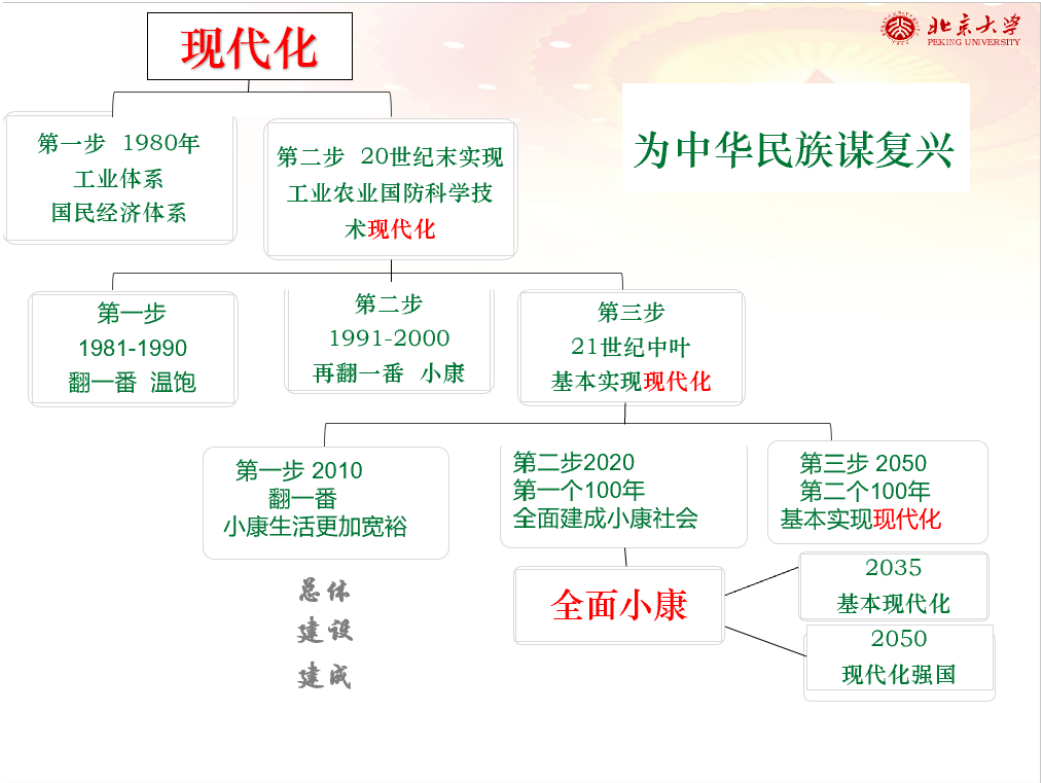 现代化
北京大学
PEKING UNIVERSITY
为中华民族谋复兴
第一步 1980年
工业体系
国民经济体系
第二步 20世纪末实现
工业农业国防科学技
术现代化
第一步
1981-1990
翻一番 温饱
第二步
1991-2000
再翻一番 小康
第三步
21世纪中叶
基本实现现代化
第一步 2010
翻一番
小康生活更加宽裕
第二步2020
第一个100年
全面建成小康社会
第三步 2050
第二个100年
基本实现现代化
总体
建设
建成
全面小康
2035
基本现代化
2050
现代化强国